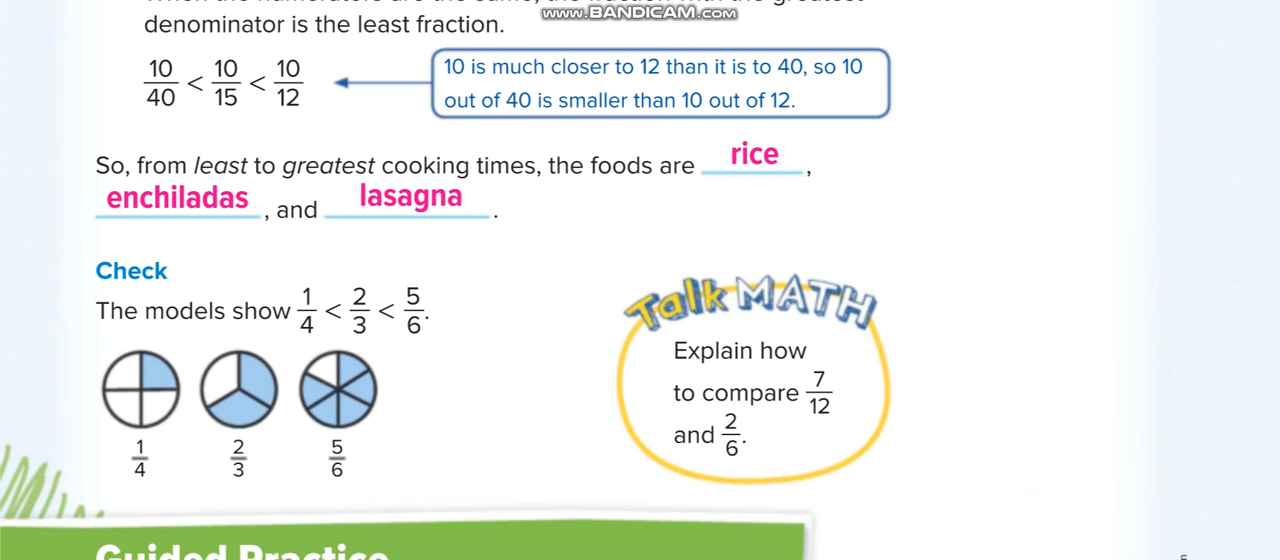 www.BANDICAM.com
denominator is the least fraction.
10/40 < 10/15 < 10/12
10 is much closer to 12 than it is to 40, so 10
out of 40 is smaller than 10 out of 12.
So, from least to greatest cooking times, the foods are rice ,
enchiladas , and lasagna .
Check
The models show 1/4 < 2/3 < 5/6.
1/4 2/3 5/6
Talk MATH
Explain how
to compare 7/12
and 2/6.
Guided Practice